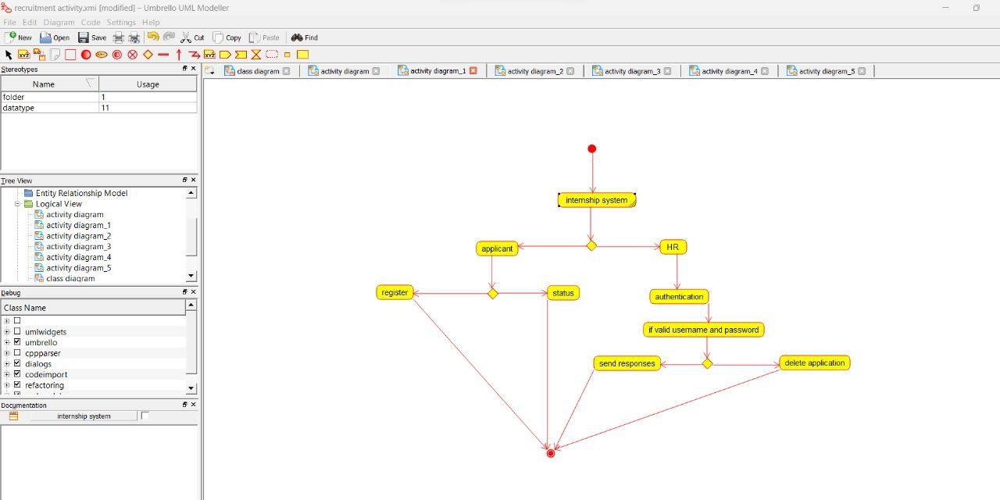 recruitment activity.xmi [modified] – Umbrello UML Modeller
File Edit Diagram Code Settings Help
New Open Save Cut Copy Paste Find
Stereotypes
Name Usage
folder 1
datatype 11
Tree View
Entity Relationship Model
Logical View
activity diagram
activity diagram_1
activity diagram_2
activity diagram_3
activity diagram_4
activity diagram_5
class diagram
Debug
Class Name
umlwidgets
umbrello
cppparser
dialogs
codeimport
refactoring
Documentation
internship system
class diagram activity diagram activity diagram_1 activity diagram_2 activity diagram_3 activity diagram_4 activity diagram_5
internship system
applicant HR
register status authentication
if valid username and password
send responses delete application